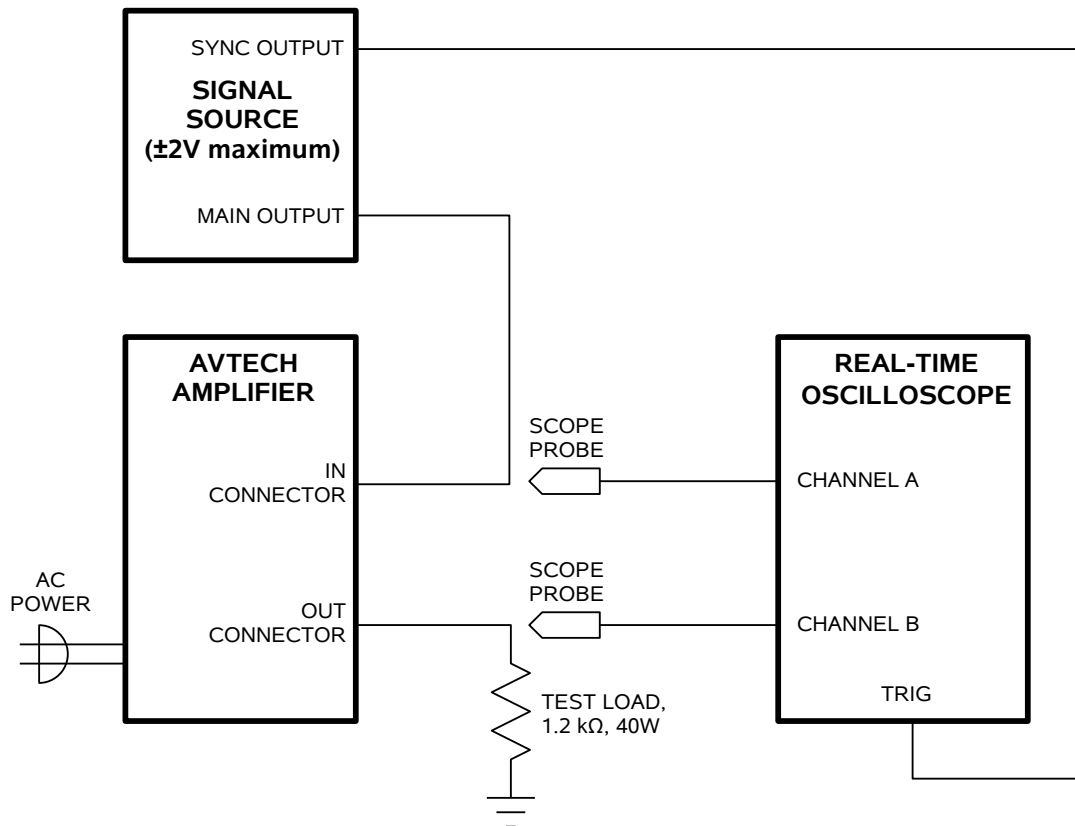 SYNC OUTPUT
SIGNAL
SOURCE
(±2V maximum)
MAIN OUTPUT
AVTECH
AMPLIFIER
IN
CONNECTOR
OUT
CONNECTOR
AC
POWER
SCOPE
PROBE
SCOPE
PROBE
TEST LOAD,
1.2 kΩ, 40W
REAL-TIME
OSCILLOSCOPE
CHANNEL A
CHANNEL B
TRIG